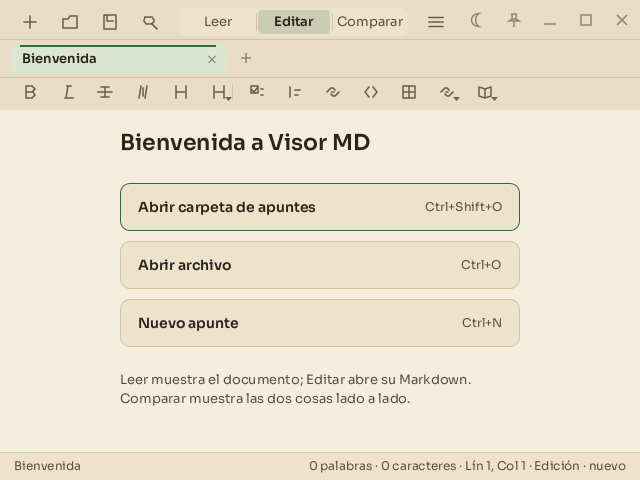 Leer Editar Comparar
Bienvenida × +
Bienvenida a Visor MD
Abrir carpeta de apuntes Ctrl+Shift+O
Abrir archivo Ctrl+O
Nuevo apunte Ctrl+N
Leer muestra el documento; Editar abre su Markdown.
Comparar muestra las dos cosas lado a lado.
Bienvenida 0 palabras · 0 caracteres · Lín 1, Col 1 · Edición · nuevo